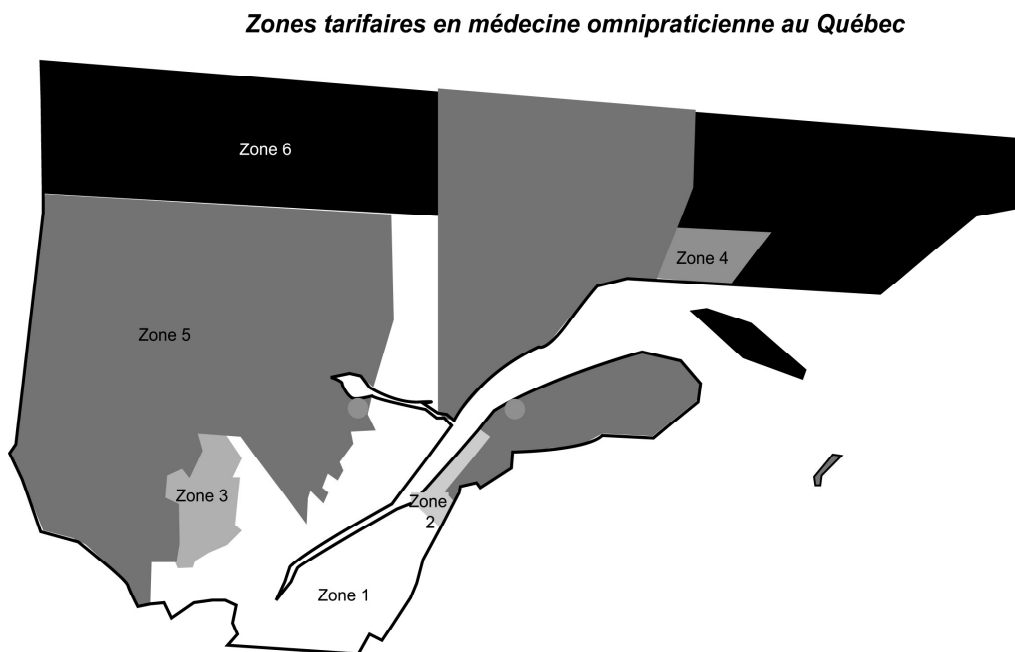 Zones tarifaires en médecine omnipraticienne au Québec
Zone 6
Zone 4
Zone 5
Zone 3
Zone
2
Zone 1